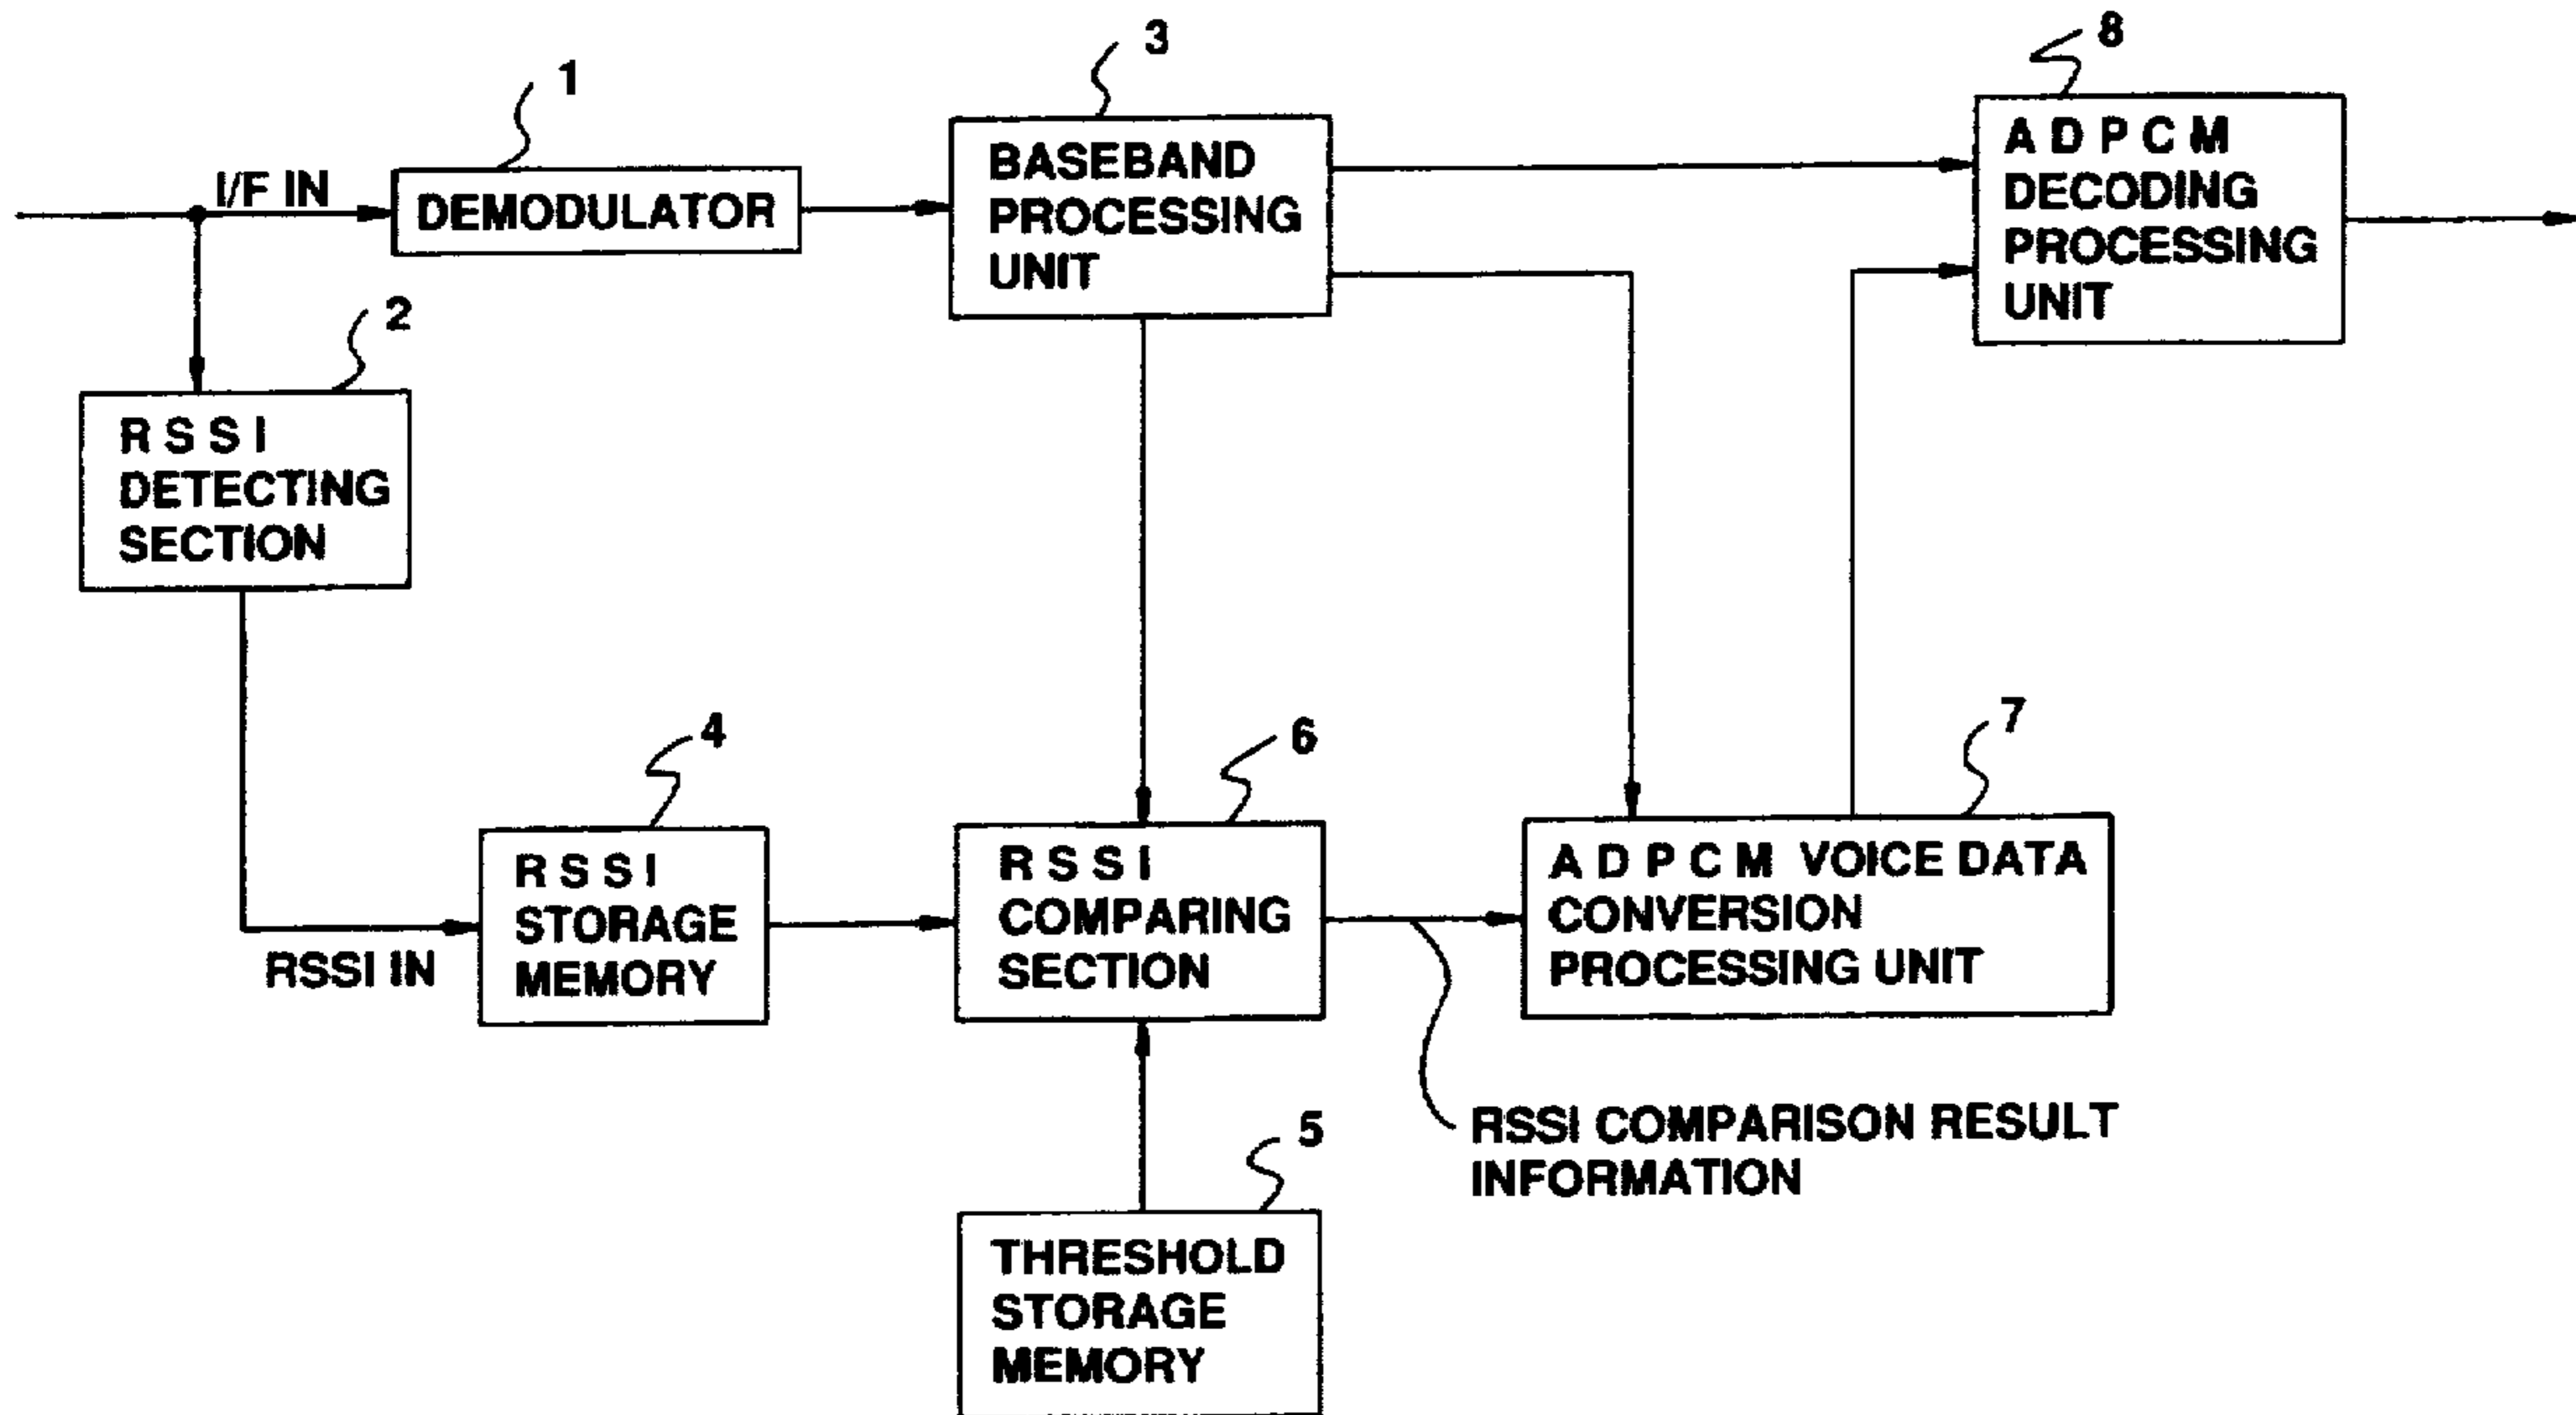 1
I/F IN
DEMODULATOR
2
R S S I
DETECTING
SECTION
3
BASEBAND
PROCESSING
UNIT
8
A D P C M
DECODING
PROCESSING
UNIT
RSSI IN
4
R S S I
STORAGE
MEMORY
6
R S S I
COMPARING
SECTION
7
A D P C M VOICE DATA
CONVERSION
PROCESSING UNIT
RSSI COMPARISON RESULT
INFORMATION
5
THRESHOLD
STORAGE
MEMORY